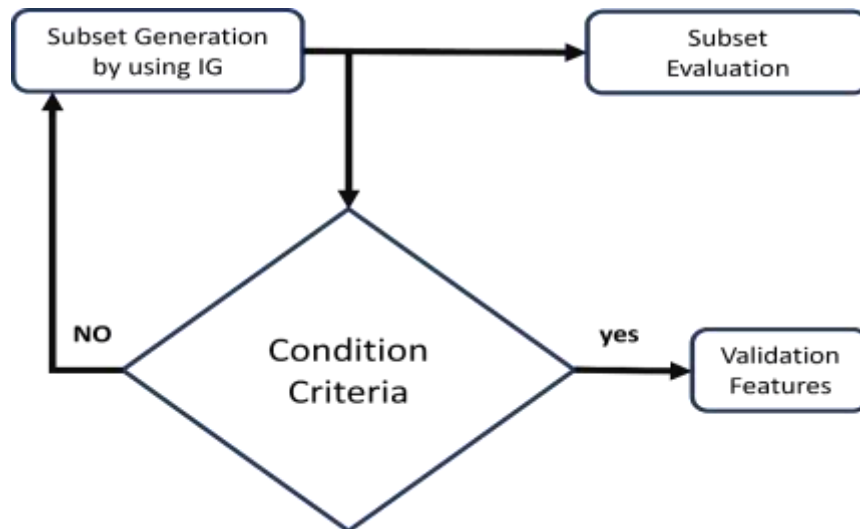 Subset Generation
by using IG
Subset
Evaluation
NO
yes
Condition
Criteria
Validation
Features